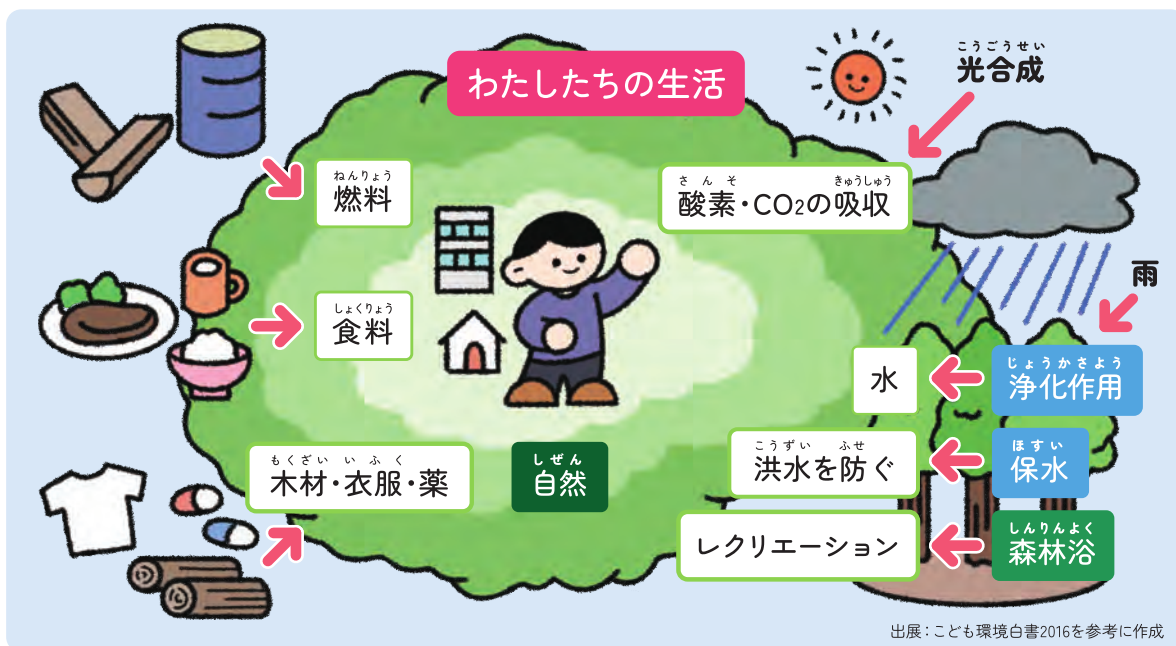 わたしたちの生活
こうごうせい
光合成
ねんりょう
燃料
さんそ きゅうしゅう
酸素・CO2の吸収
雨
しょくりょう
食料
水
じょうかさよう
浄化作用
こうずい ふせ
洪水を防ぐ
ほすい
保水
もくざい いふく
木材・衣服・薬
しぜん
自然
レクリエーション
しんりんよく
森林浴
出展：こども環境白書2016を参考に作成